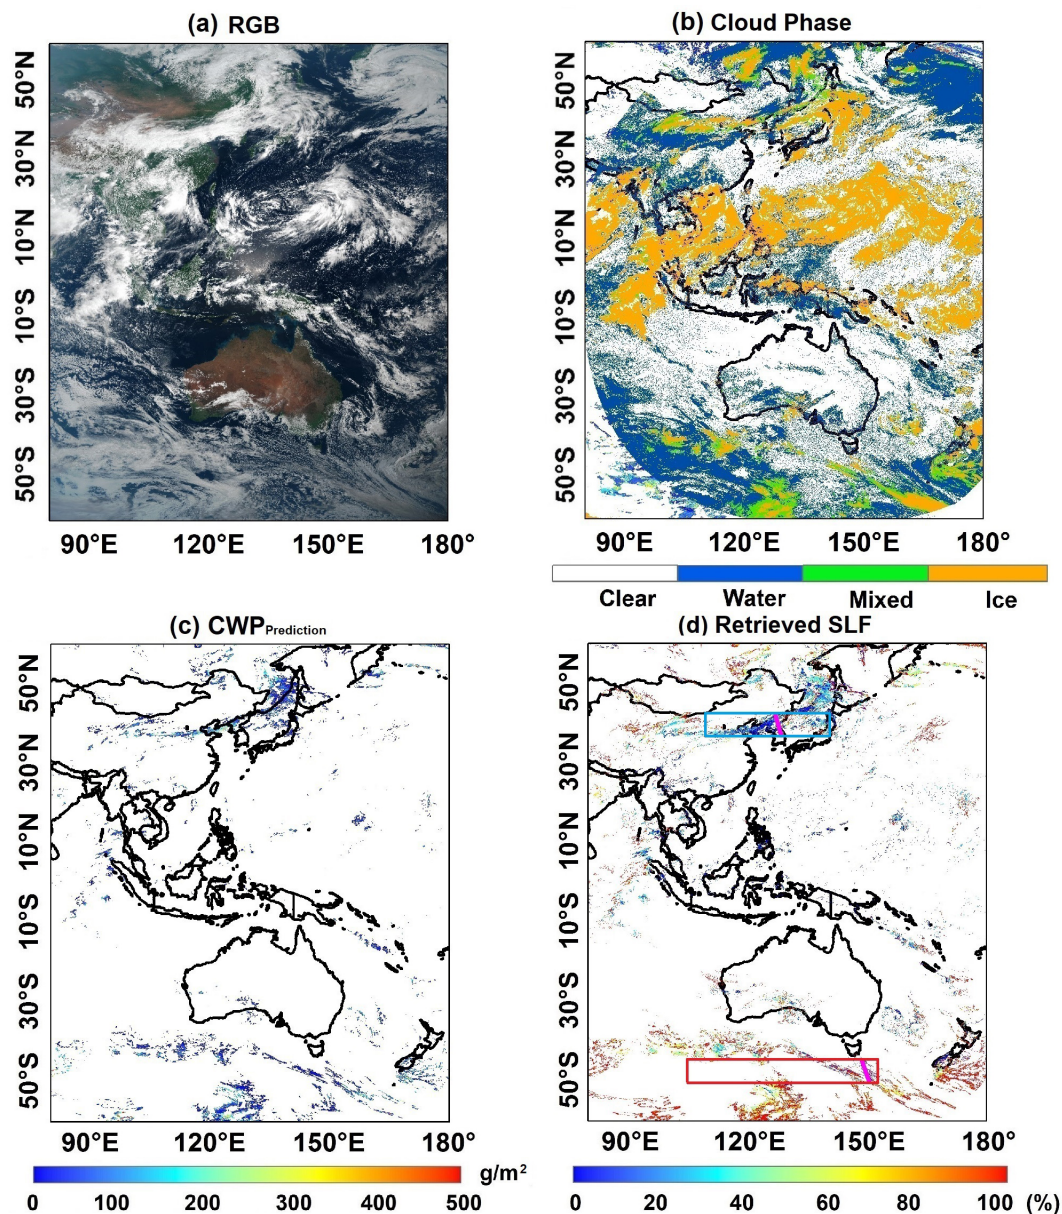 (a) RGB
(b) Cloud Phase
50°N
30°N
10°N
10°S
30°S
50°S
90°E 120°E 150°E 180°
50°N
30°N
10°N
10°S
30°S
50°S
90°E 120°E 150°E 180°
Clear Water Mixed Ice
(c) CWP Prediction
(d) Retrieved SLF
50°N
30°N
10°N
10°S
30°S
50°S
90°E 120°E 150°E 180°
0 100 200 300 400 500 g/m²
50°N
30°N
10°N
10°S
30°S
50°S
90°E 120°E 150°E 180°
0 20 40 60 80 100 (%)